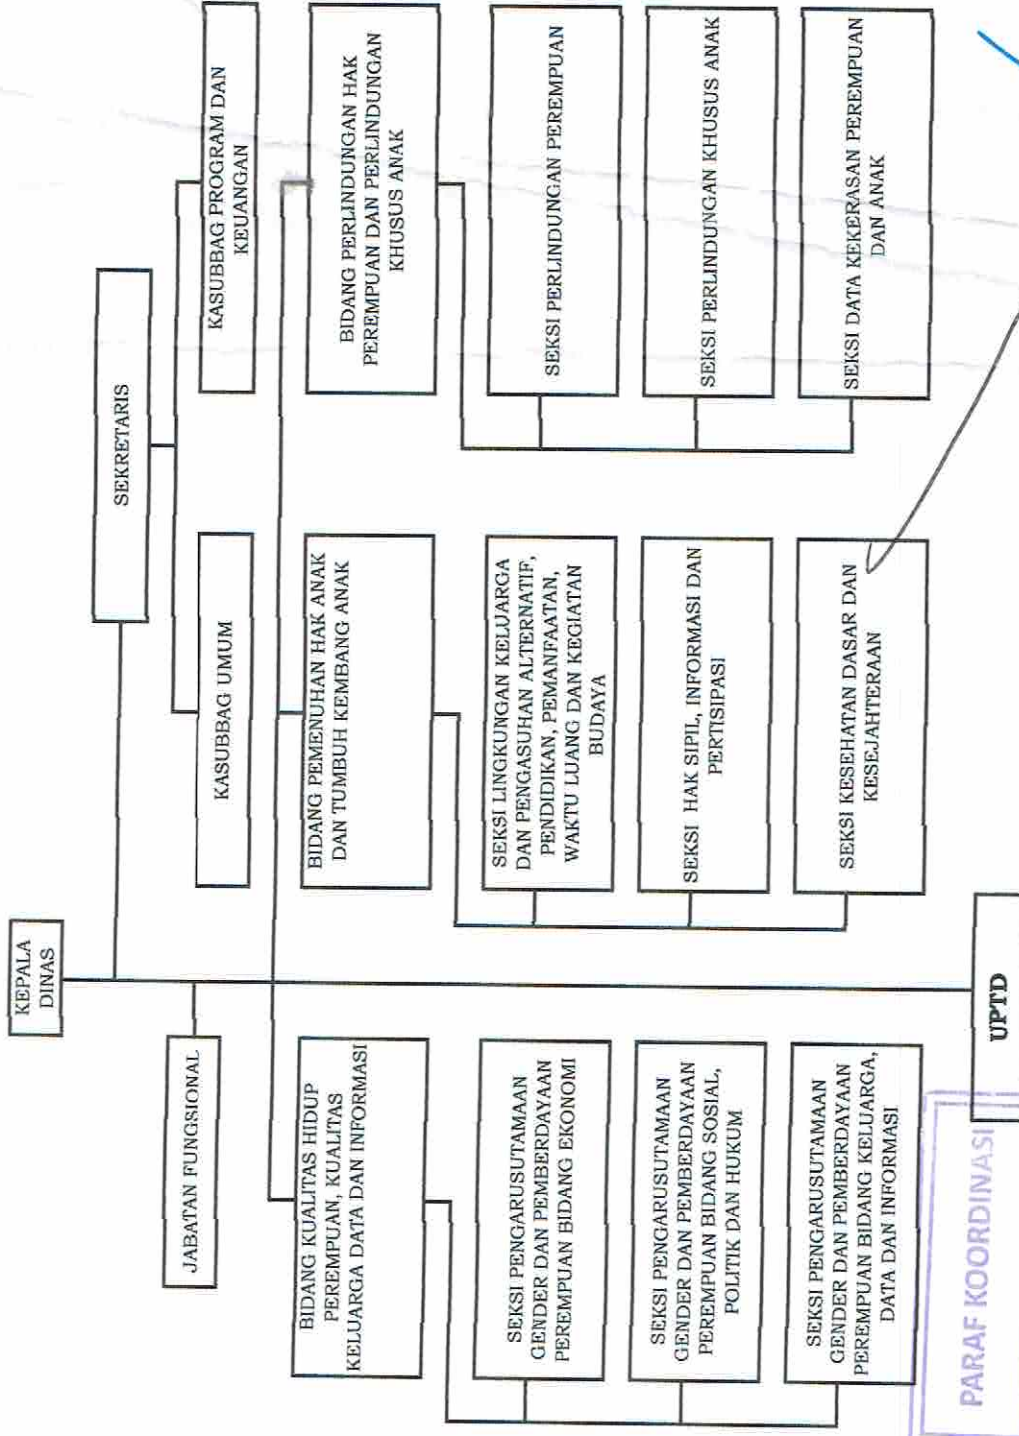 KEPALA
DINAS
SEKRETARIS
JABATAN FUNGSIONAL
KASUBBAG UMUM
KASUBBAG PROGRAM DAN
KEUANGAN
BIDANG KUALITAS HIDUP
PEREMPUAN, KUALITAS
KELUARGA DATA DAN INFORMASI
BIDANG PEMENUHAN HAK ANAK
DAN TUMBUH KEMBANG ANAK
BIDANG PERLINDUNGAN HAK
PEREMPUAN DAN PERLINDUNGAN
KHUSUS ANAK
SEKSI PENGARUSUTAMAAN
GENDER DAN PEMBERDAYAAN
PEREMPUAN BIDANG EKONOMI
SEKSI LINGKUNGAN KELUARGA
DAN PENGASUHAN ALTERNATIF,
PENDIDIKAN, PEMANFAATAN,
WAKTU LUANG DAN KEGIATAN
BUDAYA
SEKSI PERLINDUNGAN PEREMPUAN
SEKSI PENGARUSUTAMAAN
GENDER DAN PEMBERDAYAAN
PEREMPUAN BIDANG SOSIAL,
POLITIK DAN HUKUM
SEKSI HAK SIPIL, INFORMASI DAN
PERTISIPASI
SEKSI PERLINDUNGAN KHUSUS ANAK
SEKSI PENGARUSUTAMAAN
GENDER DAN PEMBERDAYAAN
PEREMPUAN BIDANG KELUARGA,
DATA DAN INFORMASI
SEKSI KESEHATAN DASAR DAN
KESEJAHTERAAN
SEKSI DATA KEKERASAN PEREMPUAN
DAN ANAK
UPTD
PARAF KOORDINASI